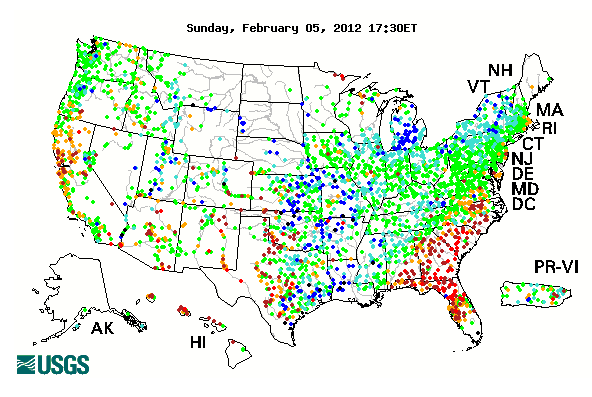 Sunday, February 05, 2012 17:30ET
NH
VT
MA
RI
CT
NJ
DE
MD
DC
PR-VI
AK
HI
USGS